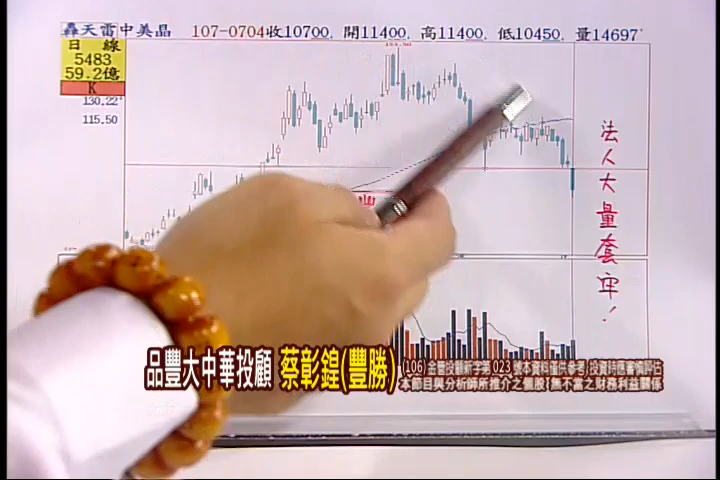 轟天雷中美晶 107-0704收10700, 開11400, 高11400, 低10450, 量14697"
日 線
5483
59.2億
K
130.22
115.50
法人大量套牢！
品豐大中華投顧 蔡彰鍠(豐勝)
(106) 金管投顧新字第 023 號本資料僅供參考,投資時應審慎評估
本節目與分析師所推介之個股 無不當之財務利益關係